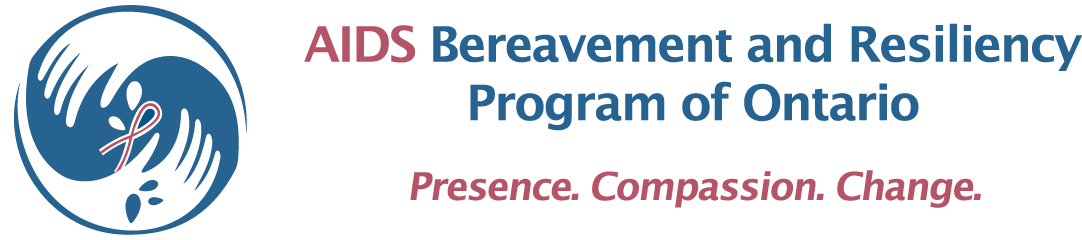 AIDS Bereavement and Resiliency
Program of Ontario
Presence. Compassion. Change.